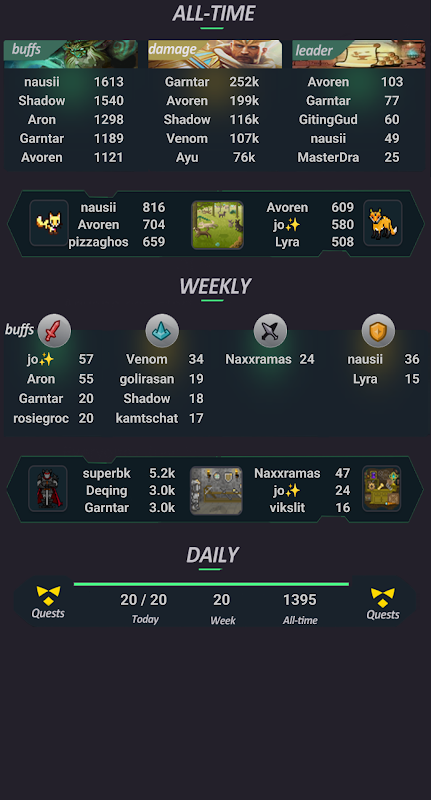 ALL-TIME
buffs
nausii 1613
Shadow 1540
Aron 1298
Garntar 1189
Avoren 1121
damage
Garntar 252k
Avoren 199k
Shadow 116k
Venom 107k
Ayu 76k
leader
Avoren 103
Garntar 77
GitingGud 60
nausii 49
MasterDra 25
nausii 816
Avoren 704
pizzaghos 659
Avoren 609
jo✨ 580
Lyra 508
WEEKLY
buffs
jo✨ 57
Aron 55
Garntar 20
rosiegroc 20
Venom 34
golirasan 19
Shadow 18
kamtschat 17
Naxxramas 24
nausii 36
Lyra 15
superbk 5.2k
Deqing 3.0k
Garntar 3.0k
Naxxramas 47
jo✨ 24
vikslit 16
DAILY
Quests
20 / 20
Today
20
Week
1395
All-time
Quests